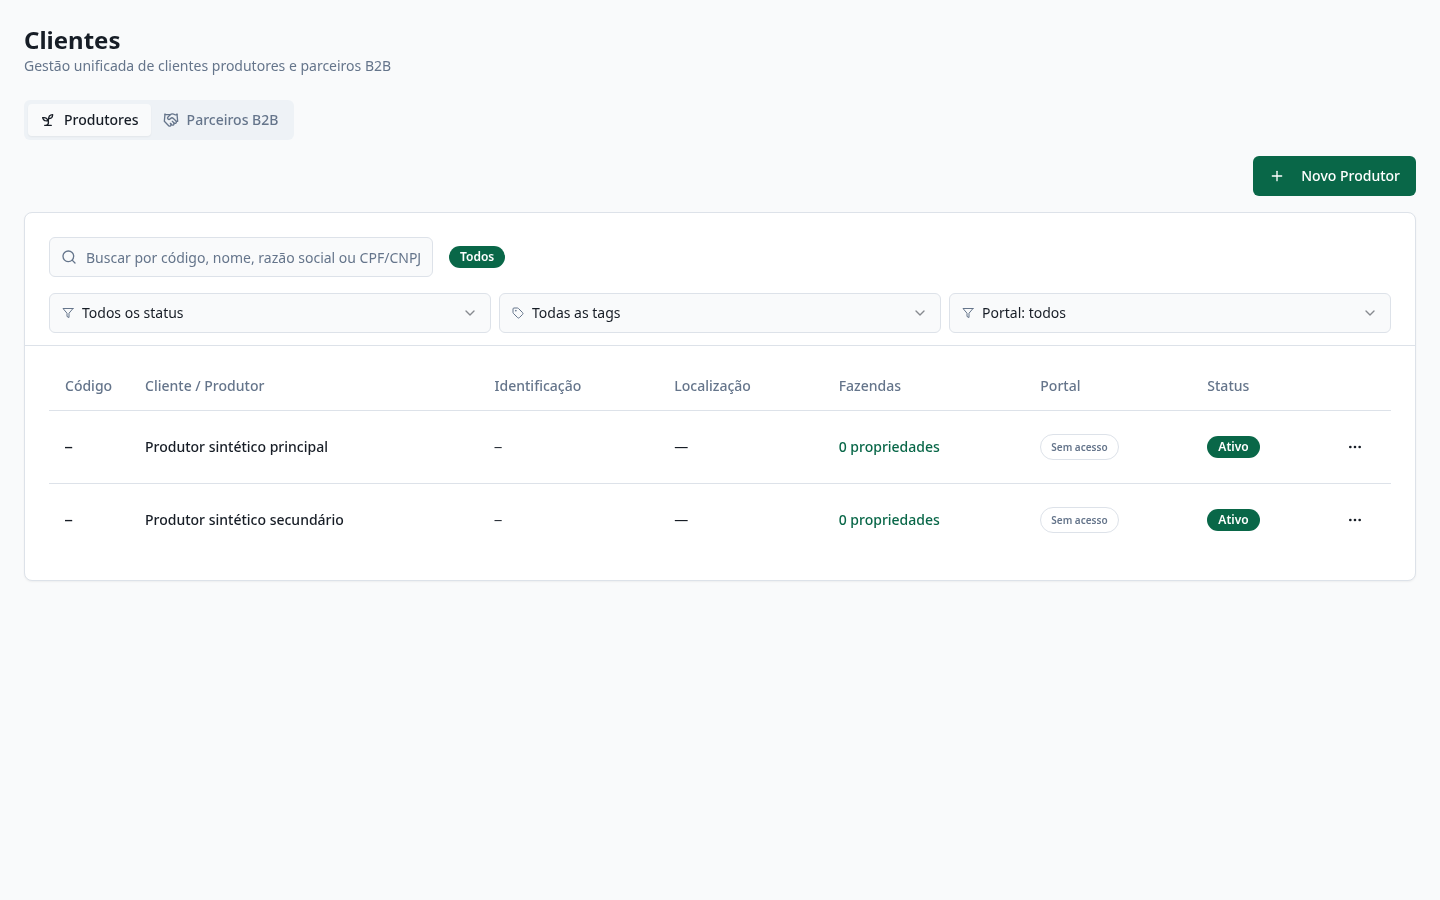 Clientes
Gestão unificada de clientes produtores e parceiros B2B
Produtores Parceiros B2B
+ Novo Produtor
Buscar por código, nome, razão social ou CPF/CNPJ Todos
Todos os status Todas as tags Portal: todos
Código Cliente / Produtor Identificação Localização Fazendas Portal Status
– Produtor sintético principal – — 0 propriedades Sem acesso Ativo ...
– Produtor sintético secundário – — 0 propriedades Sem acesso Ativo ...